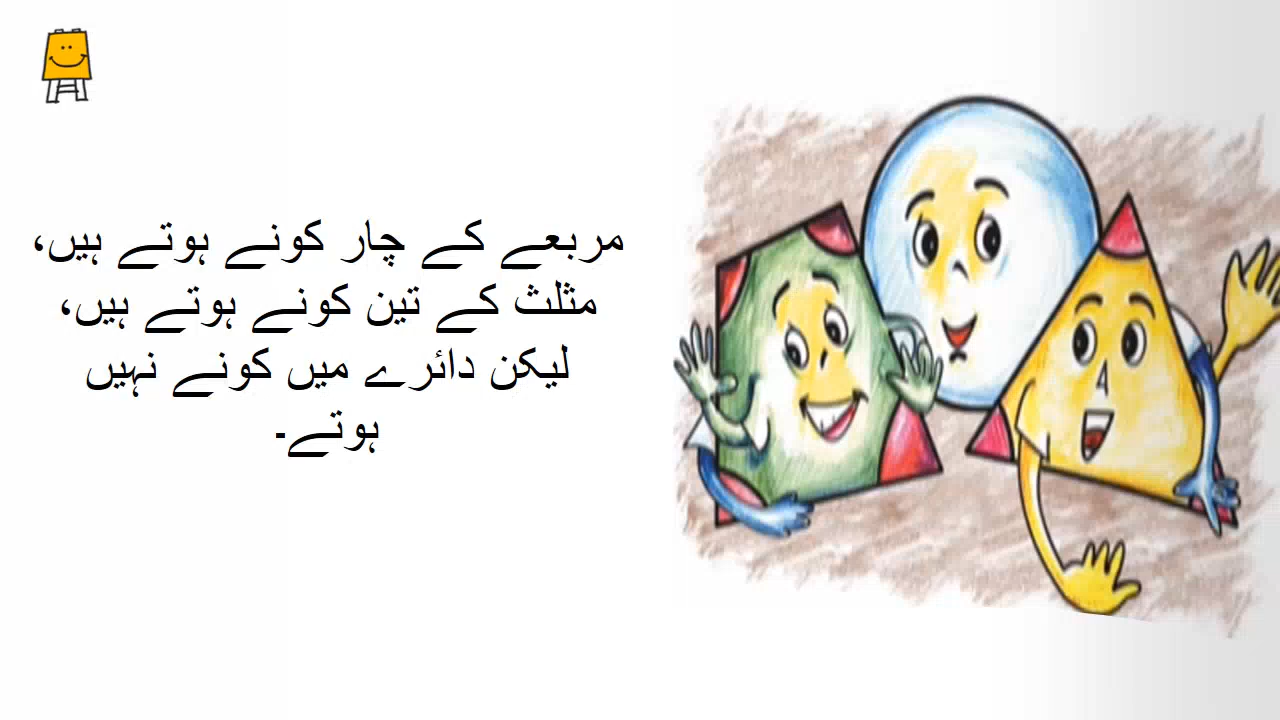 مربعے کے چار کونے ہوتے ہیں،
مثلث کے تین کونے ہوتے ہیں،
لیکن دائرے میں کونے نہیں
ہوتے۔